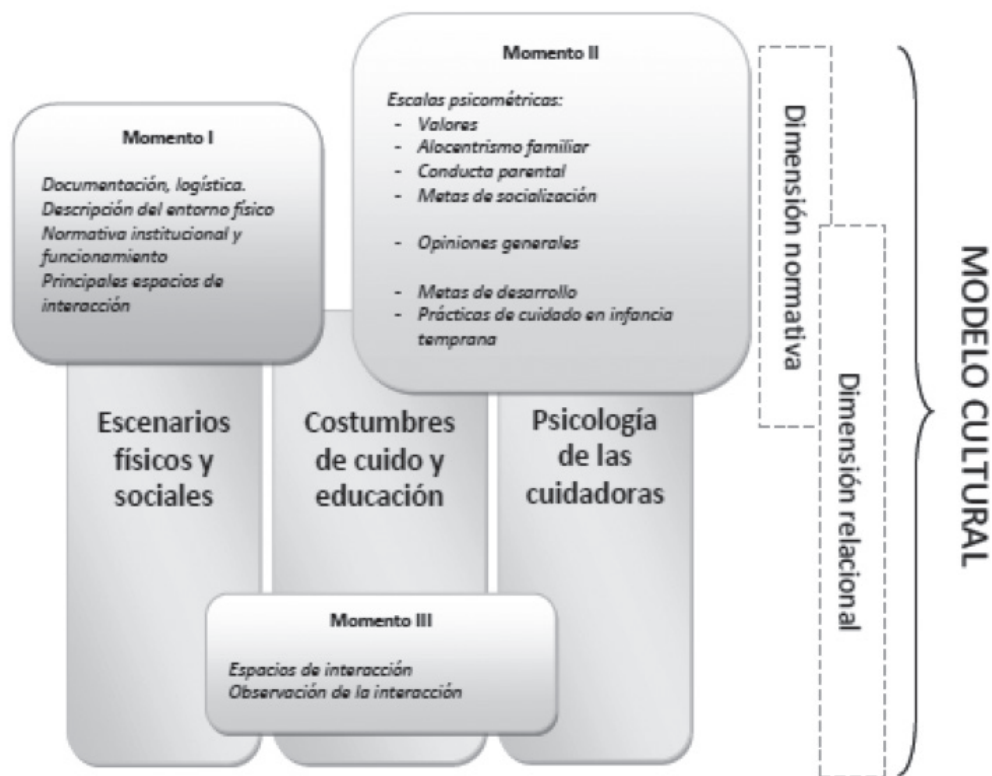 Momento I
Documentación, logística.
Descripción del entorno físico
Normativa institucional y
funcionamiento
Principales espacios de
interacción
Momento II
Escalas psicométricas:
- Valores
- Alocentrismo familiar
- Conducta parental
- Metas de socialización
- Opiniones generales
- Metas de desarrollo
- Prácticas de cuidado en infancia
temprana
Escenarios
físicos y
sociales
Costumbres
de cuido y
educación
Psicología
de las
cuidadoras
Momento III
Espacios de interacción
Observación de la interacción
Dimensión normativa
Dimensión relacional
MODELO CULTURAL